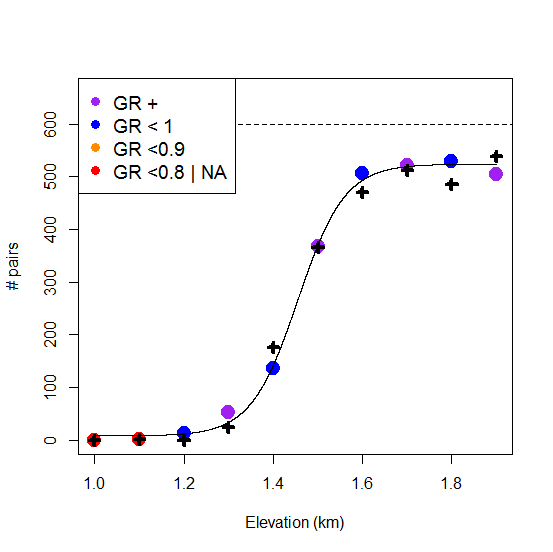 GR +
GR < 1
GR <0.9
GR <0.8 | NA
# pairs
600
500
400
300
200
100
0
1.0
1.2
1.4
1.6
1.8
Elevation (km)